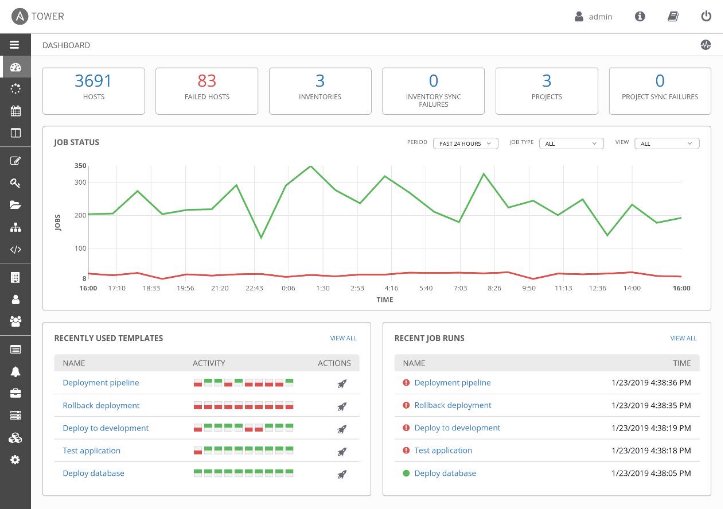 A TOWER
admin
DASHBOARD
3691
HOSTS
83
FAILED HOSTS
3
INVENTORIES
0
INVENTORY SYNC
FAILURES
3
PROJECTS
0
PROJECT SYNC FAILURES
JOB STATUS
PERIOD PAST 24 HOURS JOB TYPE ALL VIEW ALL
350
300
200
100
8
JOBS
16:00 17:10 18:33 19:56 21:20 22:43 0:06 1:30 2:53 4:16 5:40 7:03 8:26 9:50 11:13 12:36 14:00 16:00
TIME
RECENTLY USED TEMPLATES VIEW ALL
NAME ACTIVITY ACTIONS
Deployment pipeline
Rollback deployment
Deploy to development
Test application
Deploy database
RECENT JOB RUNS VIEW ALL
NAME TIME
Deployment pipeline 1/23/2019 4:38:36 PM
Rollback deployment 1/23/2019 4:38:35 PM
Deploy to development 1/23/2019 4:38:19 PM
Test application 1/23/2019 4:38:18 PM
Deploy database 1/23/2019 4:38:05 PM